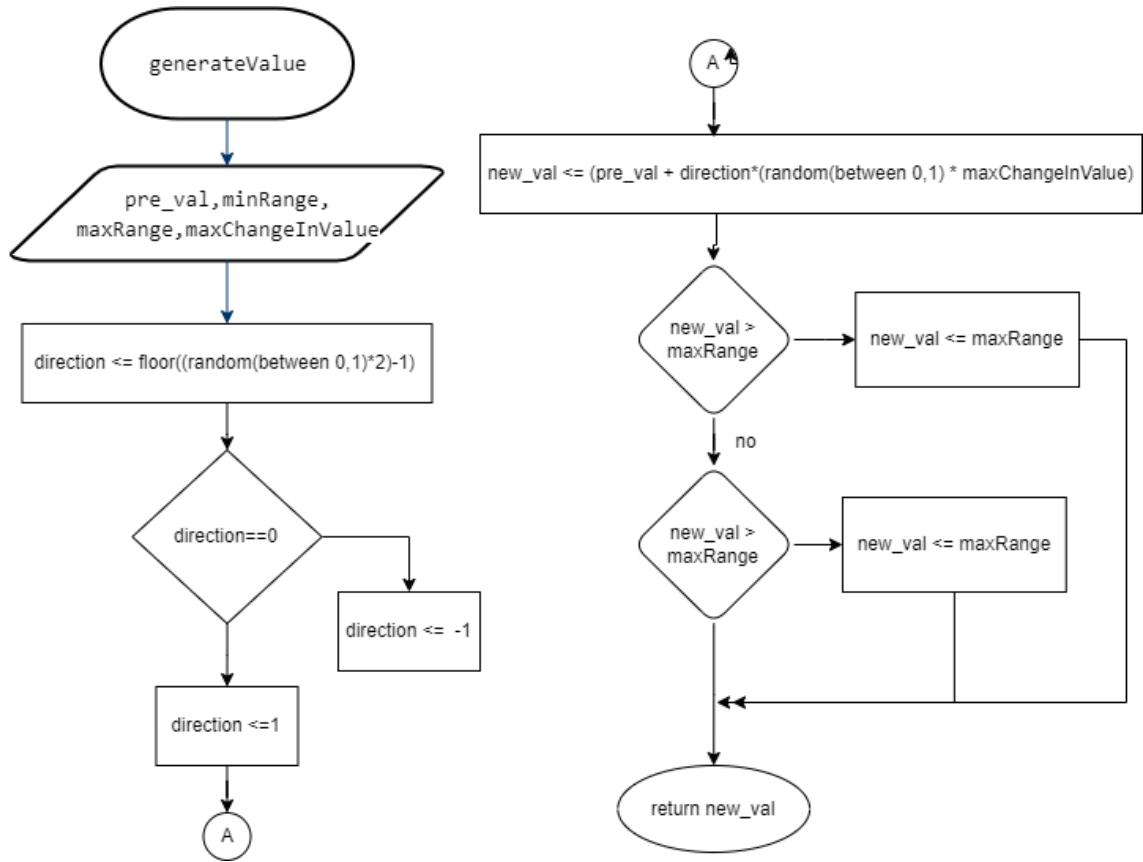 generateValue
pre_val,minRange,
maxRange,maxChangeInValue
direction <= floor((random(between 0,1)*2)-1)
direction==0
direction <= -1
direction <=1
A
A
new_val <= (pre_val + direction*(random(between 0,1) * maxChangeInValue)
new_val >
maxRange
new_val <= maxRange
no
new_val >
maxRange
new_val <= maxRange
return new_val